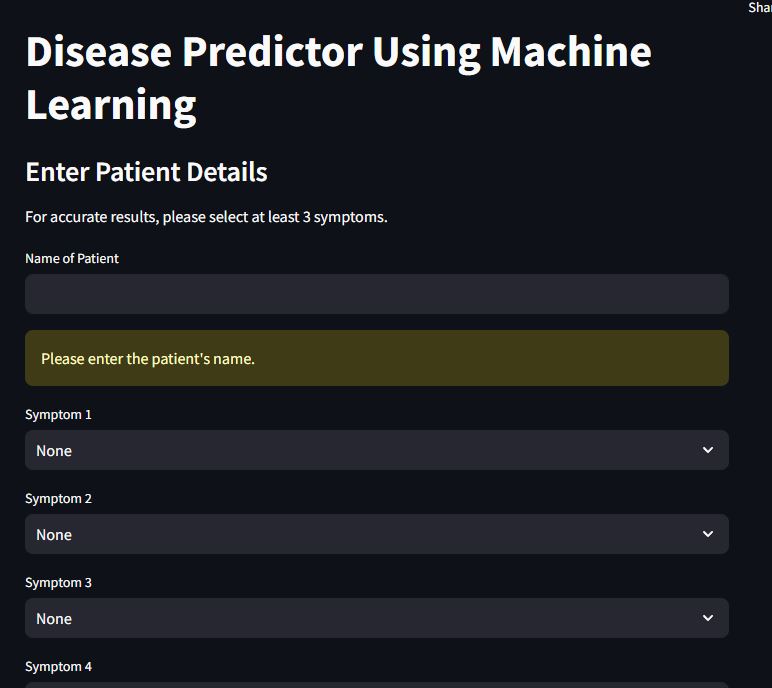 Disease Predictor Using Machine
Learning
Enter Patient Details
For accurate results, please select at least 3 symptoms.
Name of Patient
Please enter the patient's name.
Symptom 1
None
Symptom 2
None
Symptom 3
None
Symptom 4